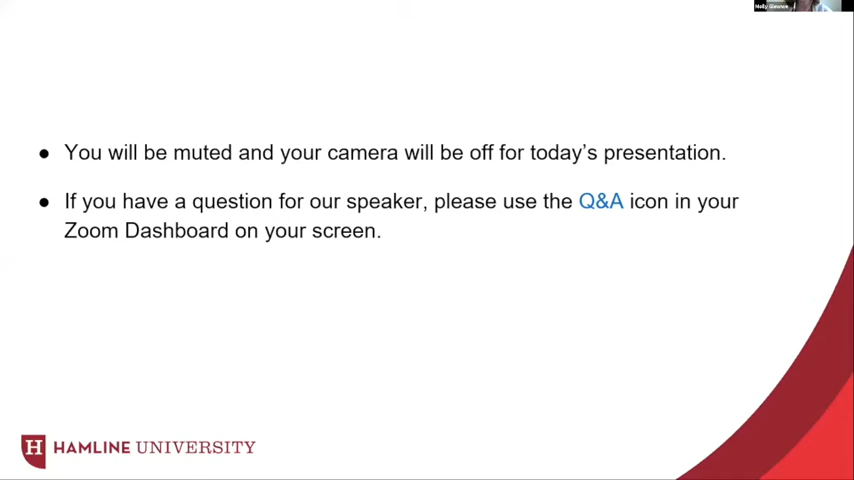 ● You will be muted and your camera will be off for today’s presentation.
● If you have a question for our speaker, please use the Q&A icon in your
Zoom Dashboard on your screen.
H HAMLINE UNIVERSITY